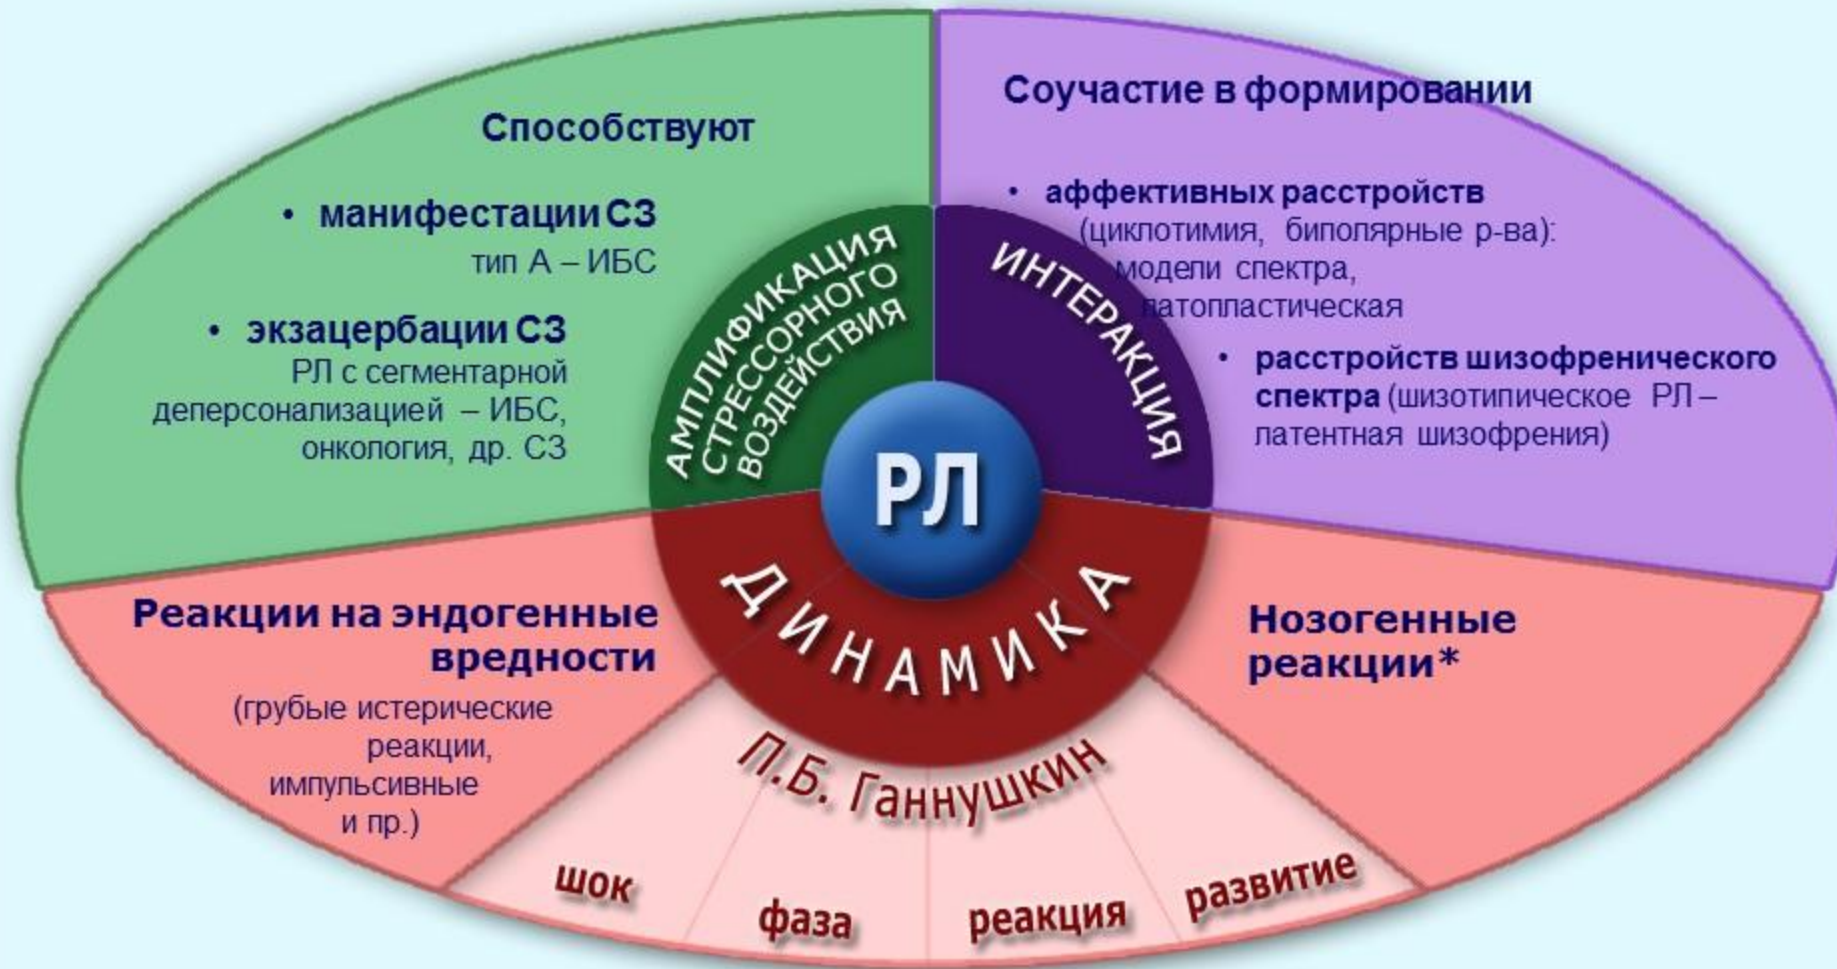 Способствуют
• манифестации СЗ
тип А – ИБС
• экзацербации СЗ
РЛ с сегментарной
деперсонализацией – ИБС,
онкология, др. СЗ
АМПЛИФИКАЦИЯ
СТРЕССОРНОГО
ВОЗДЕЙСТВИЯ
Соучастие в формировании
• аффективных расстройств
(циклотимия, биполярные р-ва):
модели спектра,
патопластическая
• расстройств шизофренического
спектра (шизотипическое РЛ –
латентная шизофрения)
ИНТЕРАКЦИЯ
РЛ
ДИНАМИКА
Реакции на эндогенные
вредности
(грубые истерические
реакции,
импульсивные
и пр.)
Нозогенные
реакции*
П.Б. Ганнушкин
шок
фаза
реакция
развитие